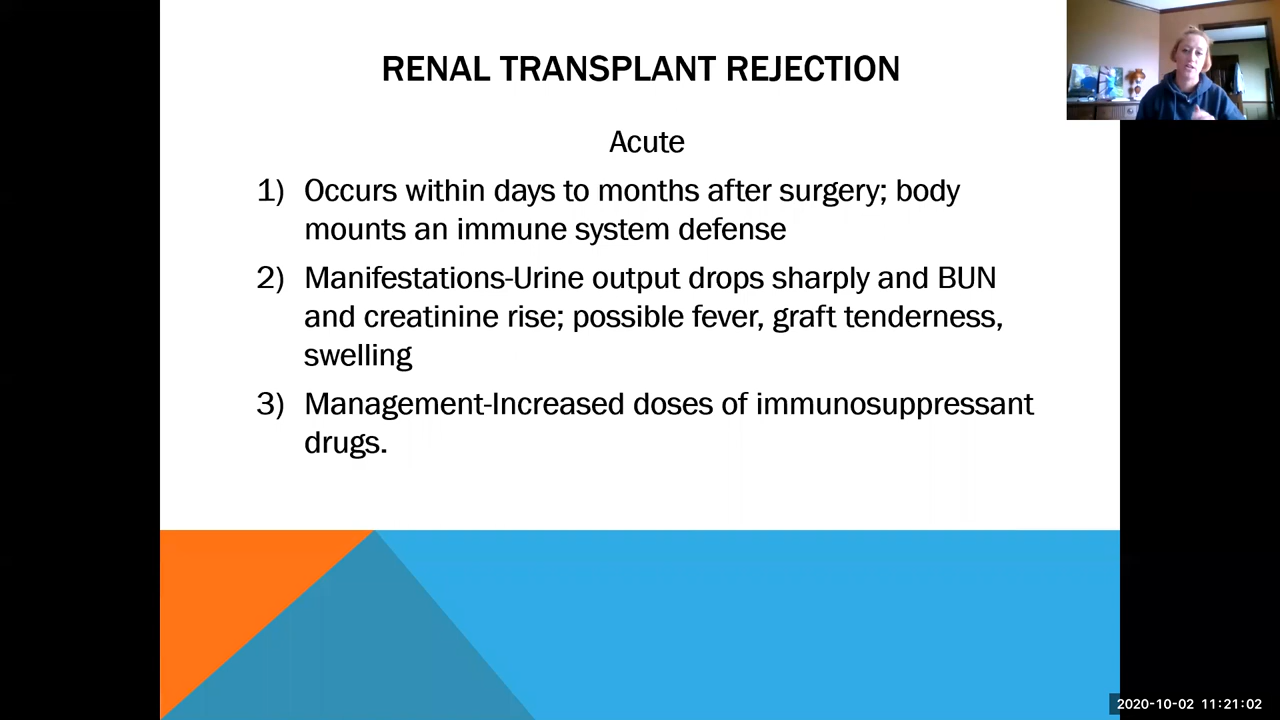 RENAL TRANSPLANT REJECTION
Acute
1) Occurs within days to months after surgery; body
mounts an immune system defense
2) Manifestations-Urine output drops sharply and BUN
and creatinine rise; possible fever, graft tenderness,
swelling
3) Management-Increased doses of immunosuppressant
drugs.
2020-10-02 11:21:02